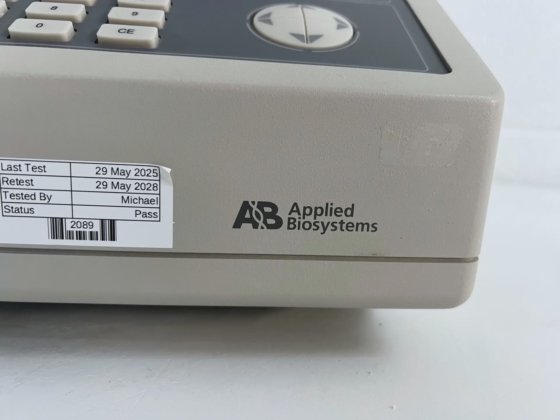 8
9
0
CE
Last Test 29 May 2025
Retest 29 May 2028
Tested By Michael
Status Pass
2089
AB Applied
Biosystems